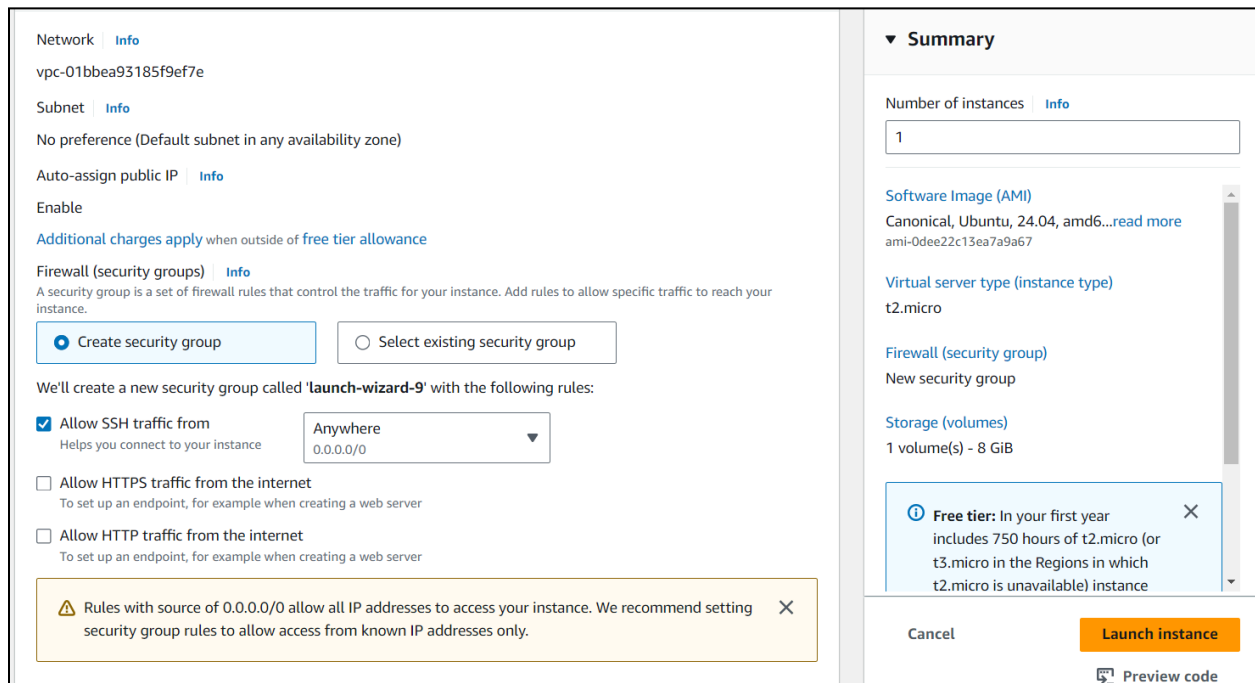 Network Info
vpc-01bbea93185f9ef7e
Subnet Info
No preference (Default subnet in any availability zone)
Auto-assign public IP Info
Enable
Additional charges apply when outside of free tier allowance
Firewall (security groups) Info
A security group is a set of firewall rules that control the traffic for your instance. Add rules to allow specific traffic to reach your
instance.
Create security group
Select existing security group
We'll create a new security group called 'launch-wizard-9' with the following rules:
Allow SSH traffic from
Helps you connect to your instance
Anywhere
0.0.0.0/0
Allow HTTPS traffic from the internet
To set up an endpoint, for example when creating a web server
Allow HTTP traffic from the internet
To set up an endpoint, for example when creating a web server
Rules with source of 0.0.0.0/0 allow all IP addresses to access your instance. We recommend setting
security group rules to allow access from known IP addresses only.
Summary
Number of instances Info
1
Software Image (AMI)
Canonical, Ubuntu, 24.04, amd6...read more
ami-0dee22c13ea7a9a67
Virtual server type (instance type)
t2.micro
Firewall (security group)
New security group
Storage (volumes)
1 volume(s) - 8 GiB
Free tier: In your first year
includes 750 hours of t2.micro (or
t3.micro in the Regions in which
t2.micro is unavailable) instance
Cancel
Launch instance
Preview code